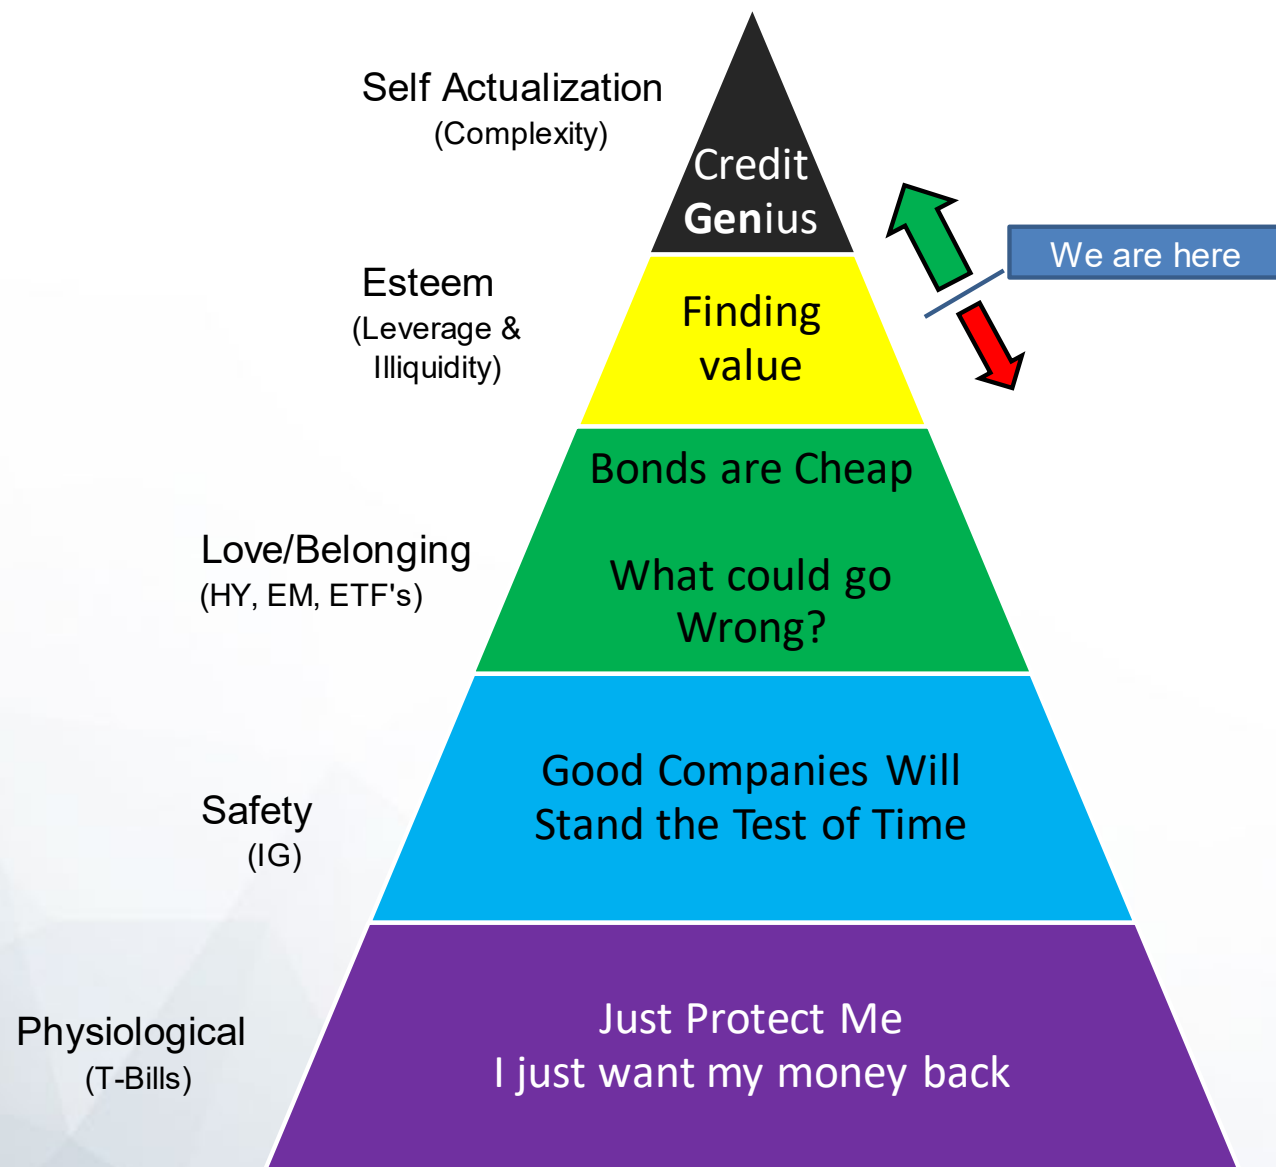 Self Actualization
(Complexity)
Credit
Genius
We are here
Esteem
(Leverage &
Illiquidity)
Finding
value
Bonds are Cheap
What could go
Wrong?
Love/Belonging
(HY, EM, ETF's)
Good Companies Will
Stand the Test of Time
Safety
(IG)
Just Protect Me
I just want my money back
Physiological
(T-Bills)